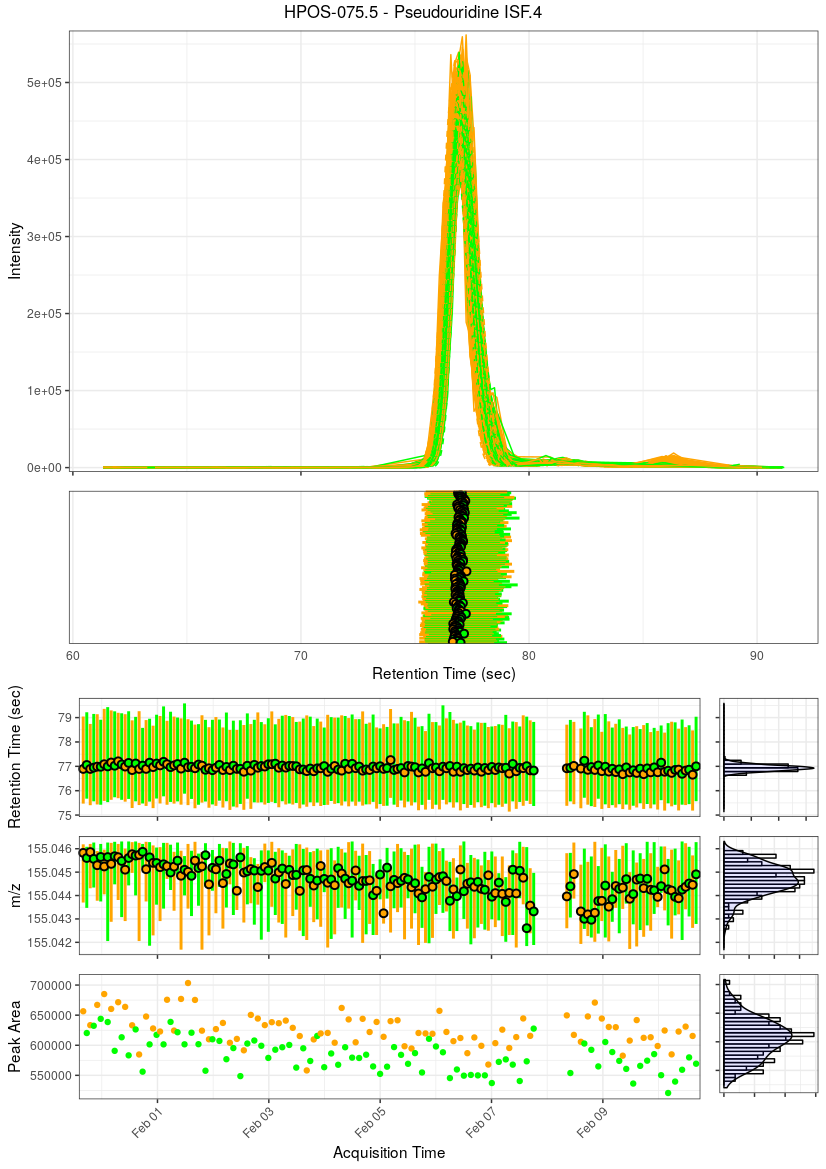 HPOS-075.5 - Pseudouridine ISF.4
Intensity
5e+05
4e+05
3e+05
2e+05
1e+05
0e+00
60
70
80
90
Retention Time (sec)
Retention Time (sec)
79
78
77
76
75
m/z
155.046
155.045
155.044
155.043
155.042
Peak Area
700000
650000
600000
550000
Feb 01
Feb 03
Feb 05
Feb 07
Feb 09
Acquisition Time